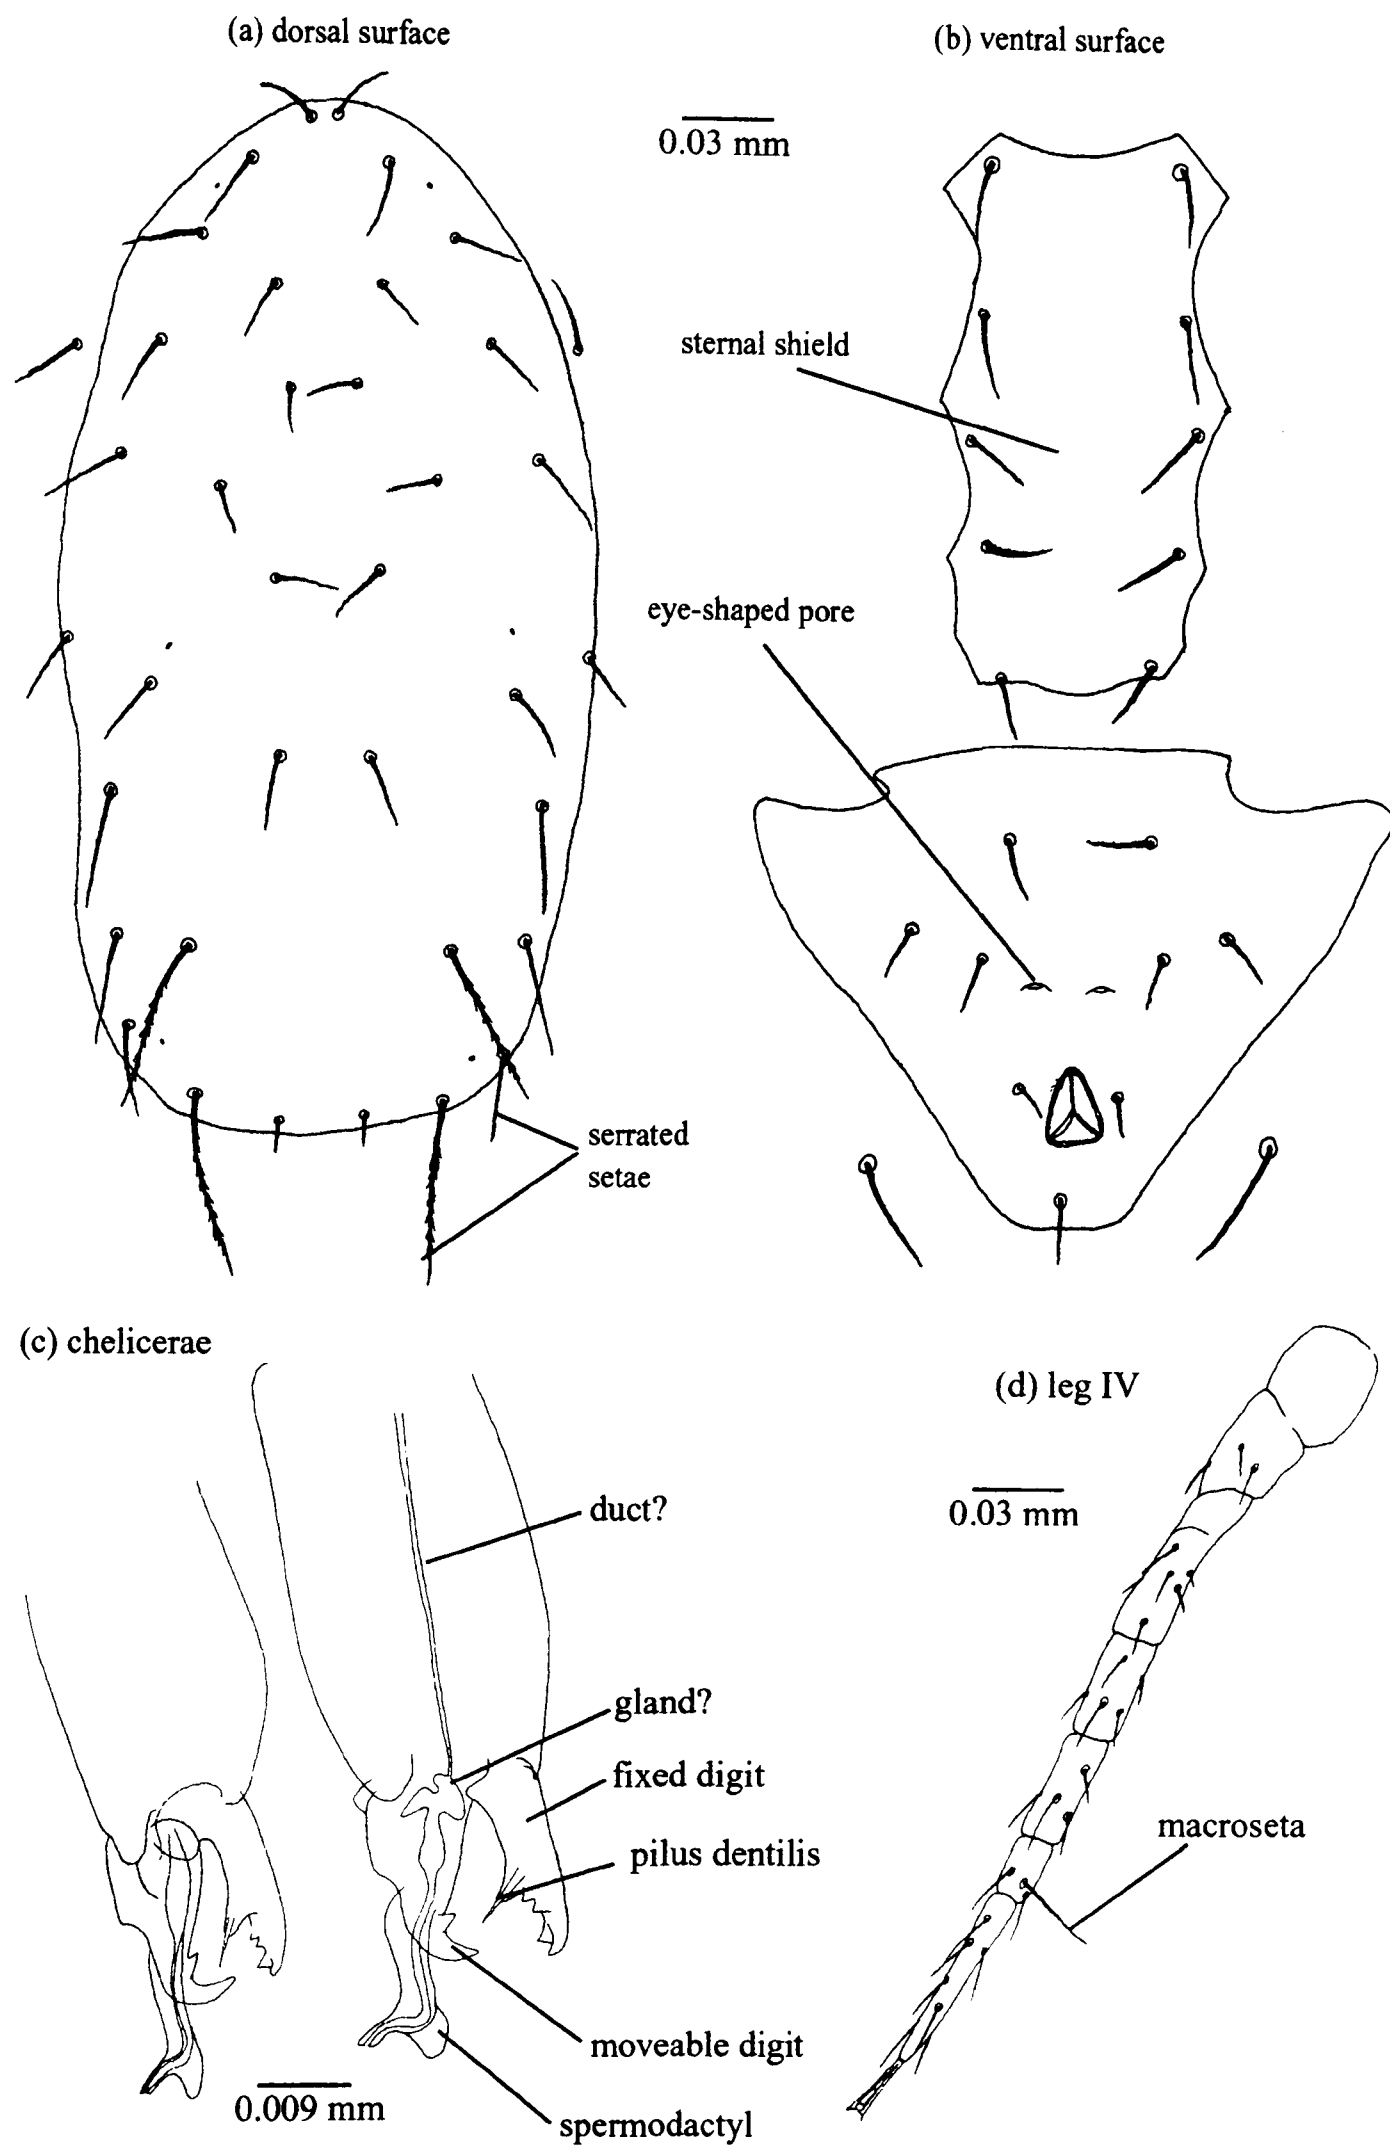 (a) dorsal surface
(b) ventral surface
0.03 mm
sternal shield
eye-shaped pore
serrated
setae
(c) chelicerae
(d) leg IV
0.03 mm
duct?
gland?
fixed digit
pilus dentilis
macroseta
moveable digit
0.009 mm
spermodactyl